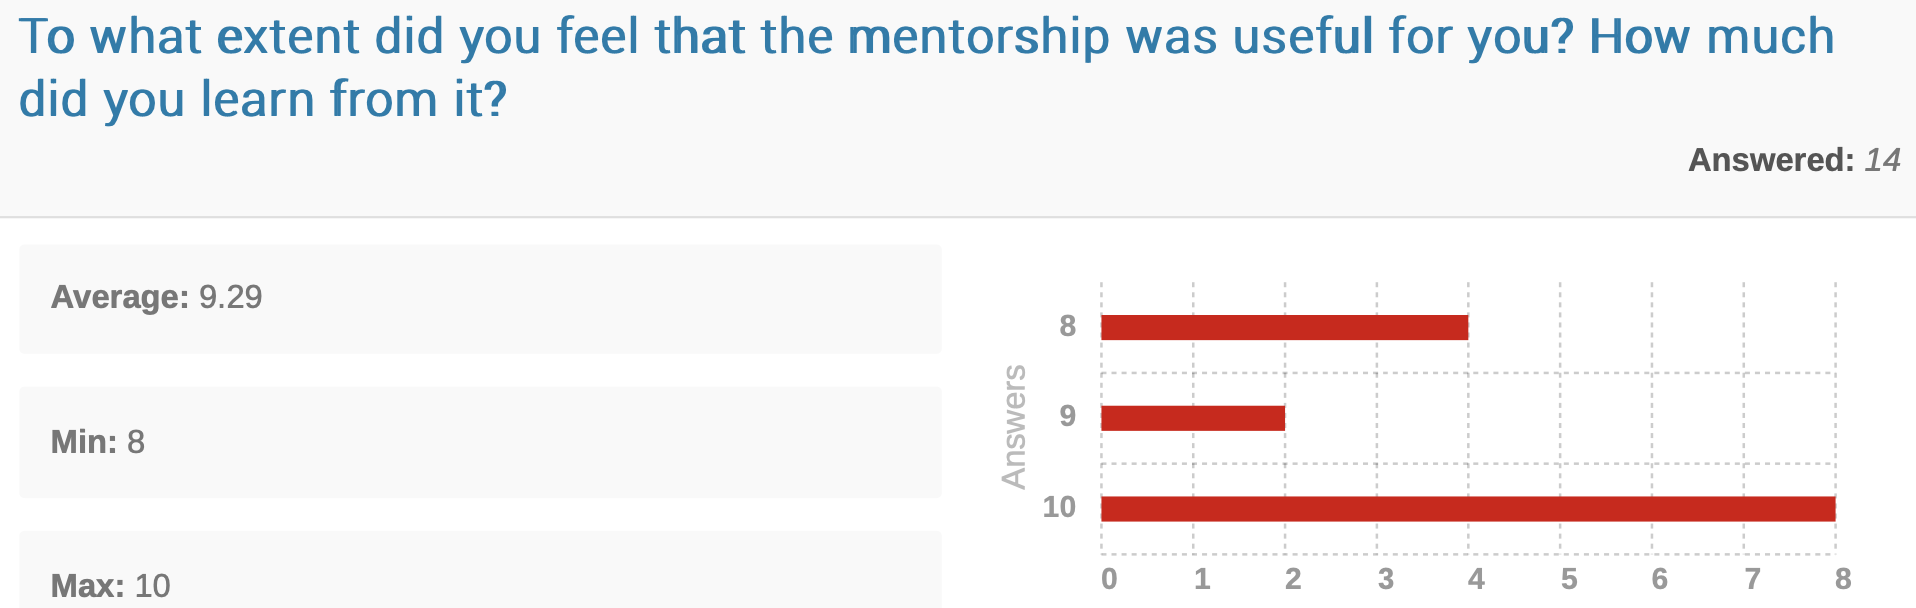 To what extent did you feel that the mentorship was useful for you? How much
did you learn from it?
Answered: 14
Average: 9.29
Min: 8
Max: 10
Answers
8
9
10
0 1 2 3 4 5 6 7 8